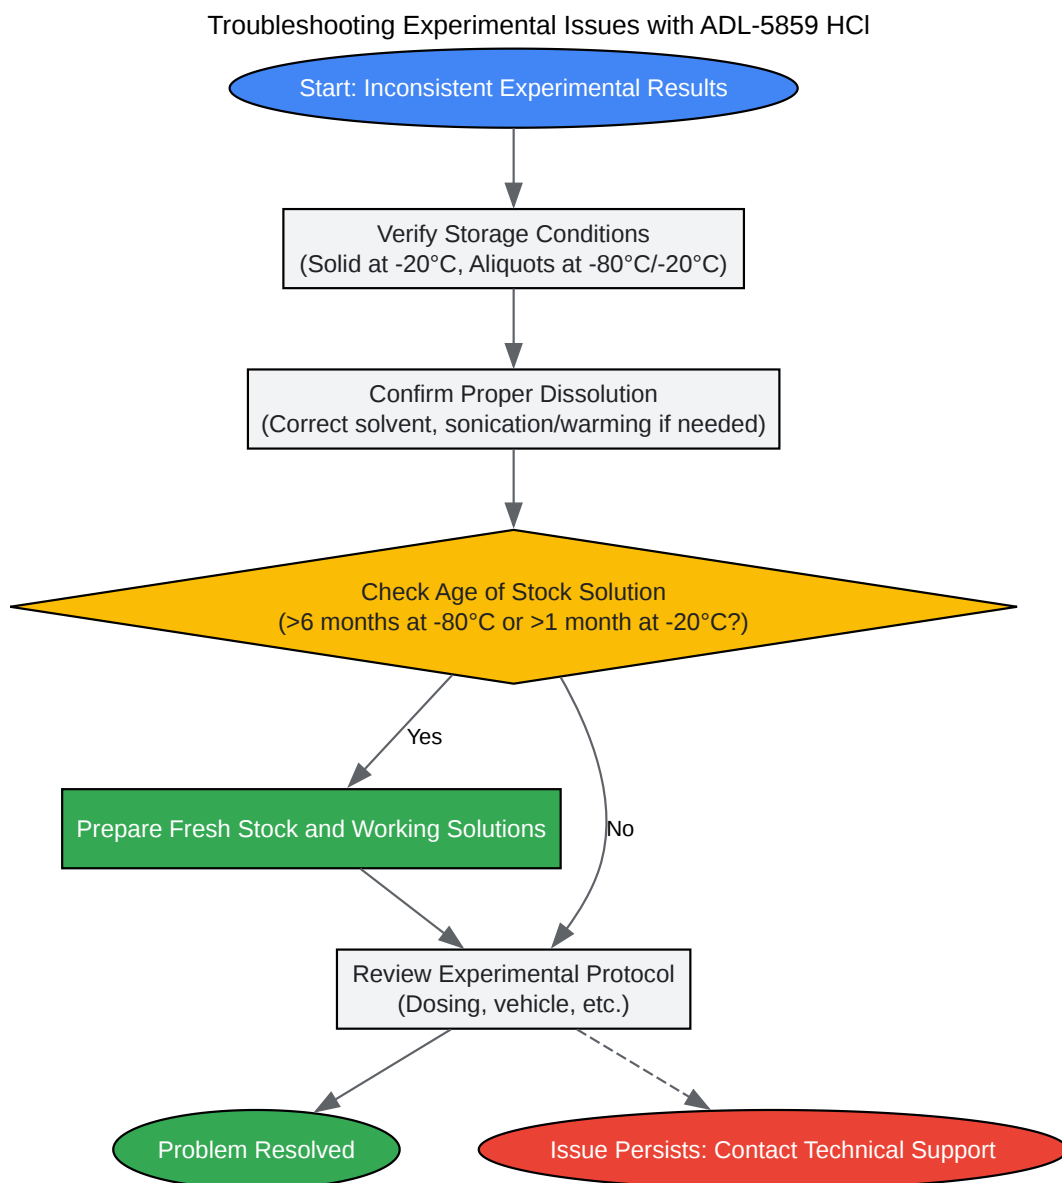 Troubleshooting Experimental Issues with ADL-5859 HCl
Start: Inconsistent Experimental Results
Verify Storage Conditions
(Solid at -20°C, Aliquots at -80°C/-20°C)
Confirm Proper Dissolution
(Correct solvent, sonication/warming if needed)
Check Age of Stock Solution
(>6 months at -80°C or >1 month at -20°C?)
Yes
Prepare Fresh Stock and Working Solutions
No
Review Experimental Protocol
(Dosing, vehicle, etc.)
Problem Resolved
Issue Persists: Contact Technical Support